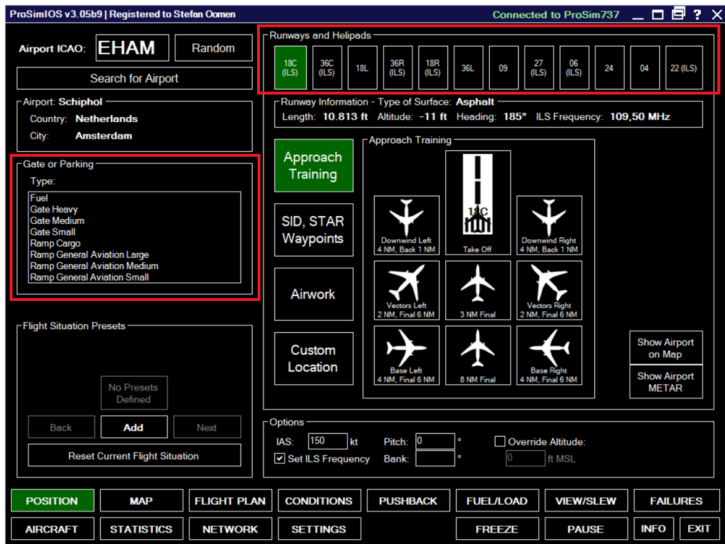 ProSimIOS v3.05b9 | Registered to Stefan Oomen
Connected to ProSim737
Airport ICAO: EHAM Random
Search for Airport
Airport: Schiphol
Country: Netherlands
City: Amsterdam
Gate or Parking
Type:
Fuel
Gate Heavy
Gate Medium
Gate Small
Ramp Cargo
Ramp General Aviation Large
Ramp General Aviation Medium
Ramp General Aviation Small
Flight Situation Presets
No Presets
Defined
Back Add Next
Reset Current Flight Situation
Runways and Helipads
18C (ILS) 36C (ILS) 18L 36R (ILS) 18R (ILS) 36L 09 27 (ILS) 06 (ILS) 24 04 22 (ILS)
Runway Information - Type of Surface: Asphalt
Length: 10.813 ft Altitude: -11 ft Heading: 185° ILS Frequency: 109,50 MHz
Approach
Training
SID, STAR
Waypoints
Airwork
Custom
Location
Approach Training
18C
Downwind Left
4 NM, Back 1 NM
Take Off
Downwind Right
4 NM, Back 1 NM
Vectors Left
2 NM, Final 6 NM
3 NM Final
Vectors Right
2 NM, Final 6 NM
Base Left
4 NM, Final 6 NM
8 NM Final
Base Right
4 NM, Final 6 NM
Show Airport
on Map
Show Airport
METAR
Options
IAS: 150 kt Pitch: 0 ° Override Altitude:
Set ILS Frequency Bank: ° 0 ft MSL
POSITION MAP FLIGHT PLAN CONDITIONS PUSHBACK FUEL/LOAD VIEW/SLEW FAILURES
AIRCRAFT STATISTICS NETWORK SETTINGS FREEZE PAUSE INFO EXIT